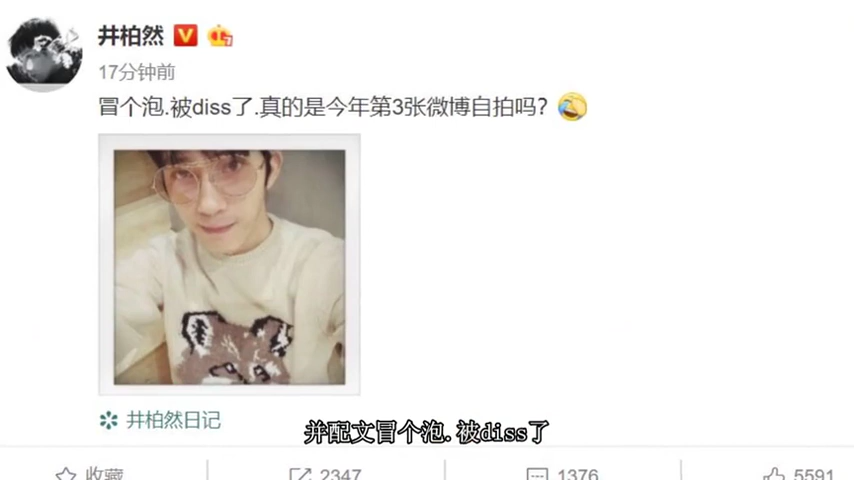 井柏然
17分钟前
冒个泡.被diss了.真的是今年第3张微博自拍吗?
井柏然日记
并配文冒个泡.被diss了
收藏
2347
1376
5591